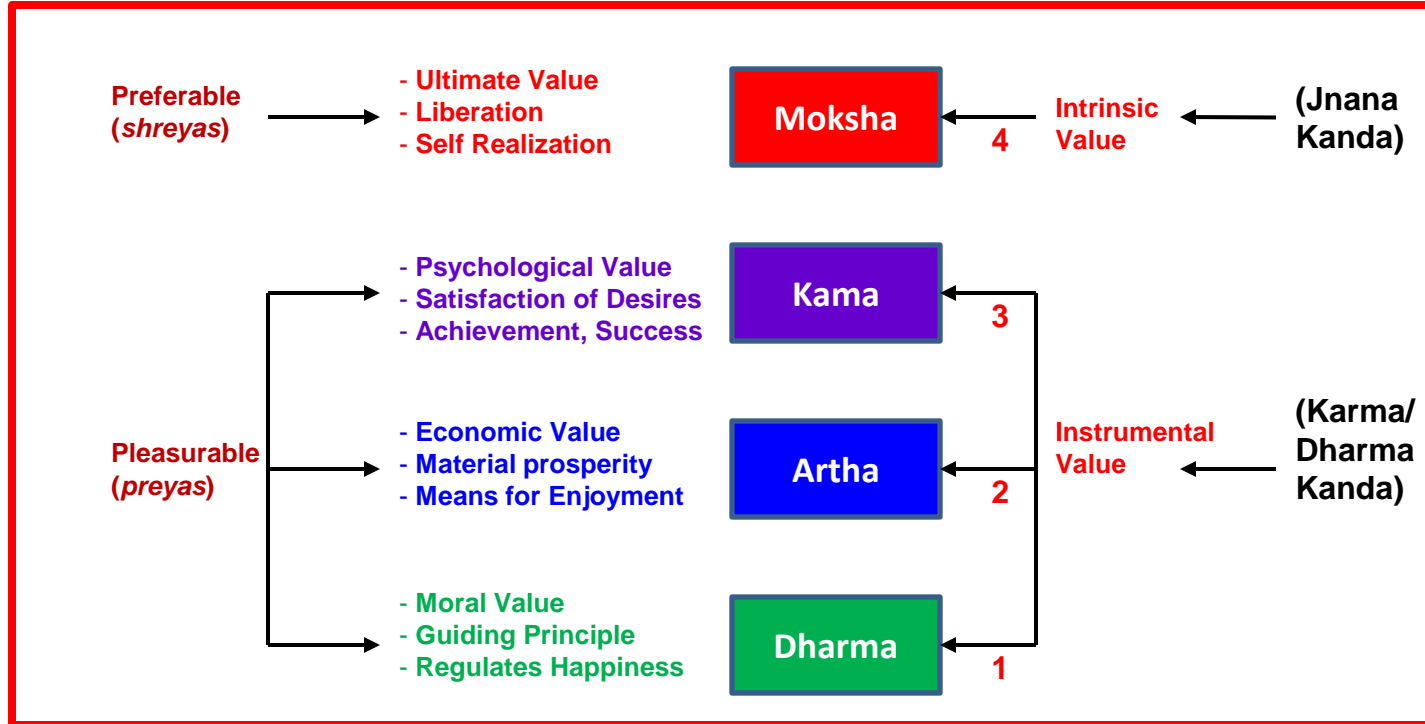 Preferable
(shreyas)
- Ultimate Value
- Liberation
- Self Realization
Moksha
4
Intrinsic
Value
(Jnana
Kanda)
- Psychological Value
- Satisfaction of Desires
- Achievement, Success
Kama
3
Pleasurable
(preyas)
- Economic Value
- Material prosperity
- Means for Enjoyment
Artha
2
Instrumental
Value
(Karma/
Dharma
Kanda)
- Moral Value
- Guiding Principle
- Regulates Happiness
Dharma
1